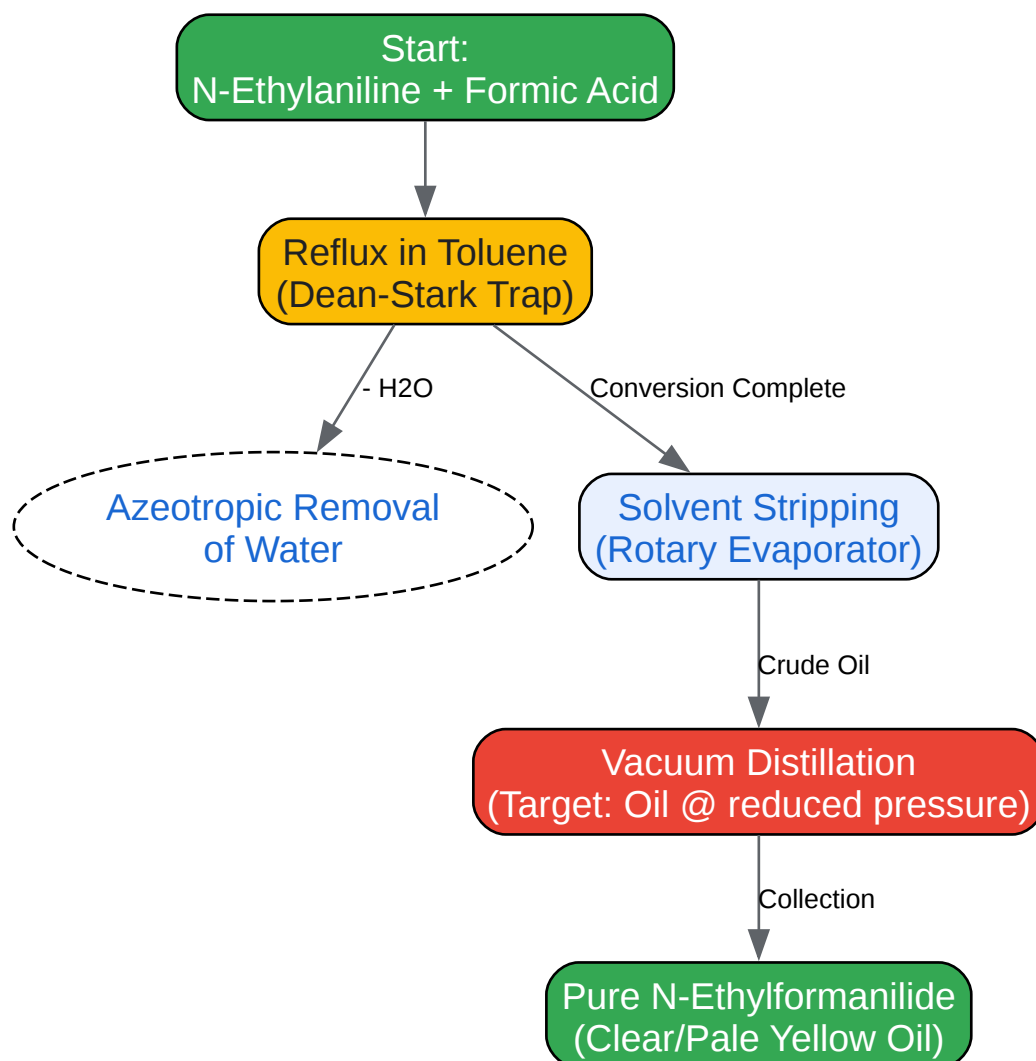 Start:
N-Ethylaniline + Formic Acid
Reflux in Toluene
(Dean-Stark Trap)
- H2O
Conversion Complete
Azeotropic Removal
of Water
Solvent Stripping
(Rotary Evaporator)
Crude Oil
Vacuum Distillation
(Target: Oil @ reduced pressure)
Collection
Pure N-Ethylformanilide
(Clear/Pale Yellow Oil)